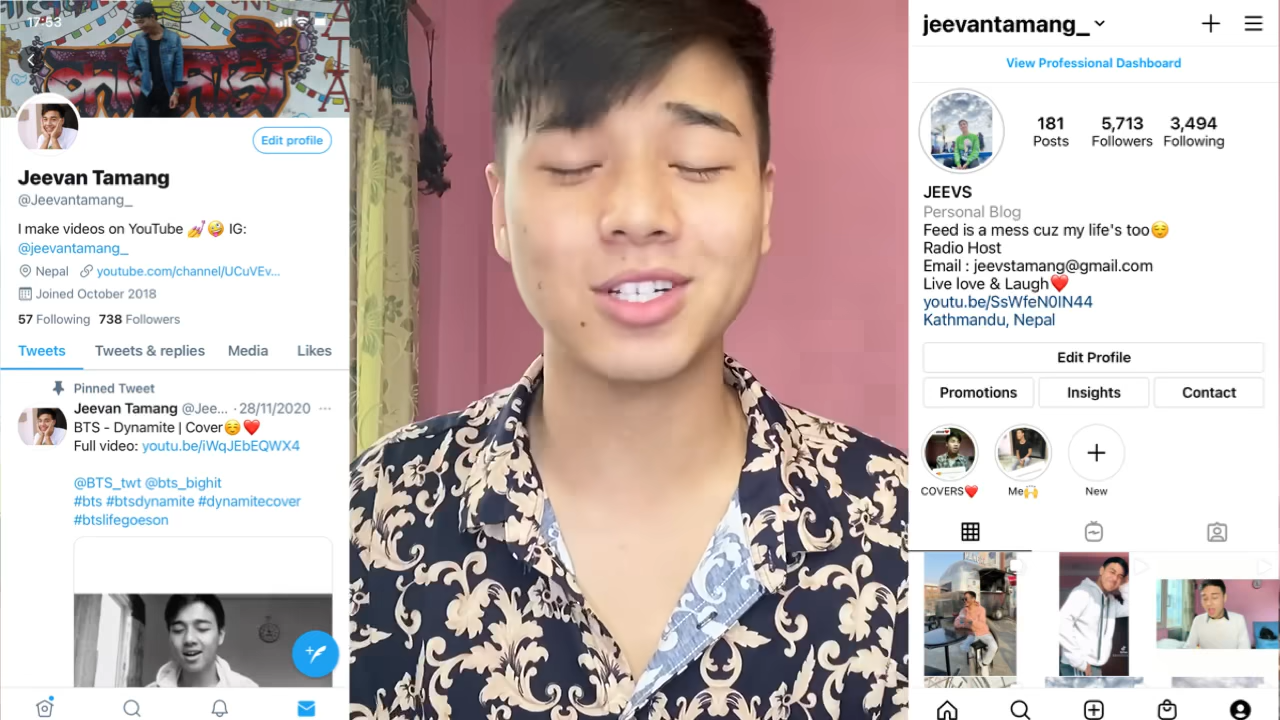 17:53
Edit profile
Jeevan Tamang
@Jeevantamang_
I make videos on YouTube 💅🤪 IG:
@jeevantamang_
Nepal youtube.com/channel/UCuVEv...
Joined October 2018
57 Following 738 Followers
Tweets Tweets & replies Media Likes
Pinned Tweet
Jeevan Tamang @Jee... · 28/11/2020 ...
BTS - Dynamite | Cover😌❤️
Full video: youtu.be/iWqJEbEQWX4
@BTS_twt @bts_bighit
#bts #btsdynamite #dynamitecover
#btslifegoeson
jeevantamang_
View Professional Dashboard
181 5,713 3,494
Posts Followers Following
JEEVS
Personal Blog
Feed is a mess cuz my life's too😌
Radio Host
Email : jeevstamang@gmail.com
Live love & Laugh❤️
youtu.be/SsWfeN0IN44
Kathmandu, Nepal
Edit Profile
Promotions Insights Contact
COVERS❤️ Me🙌 New